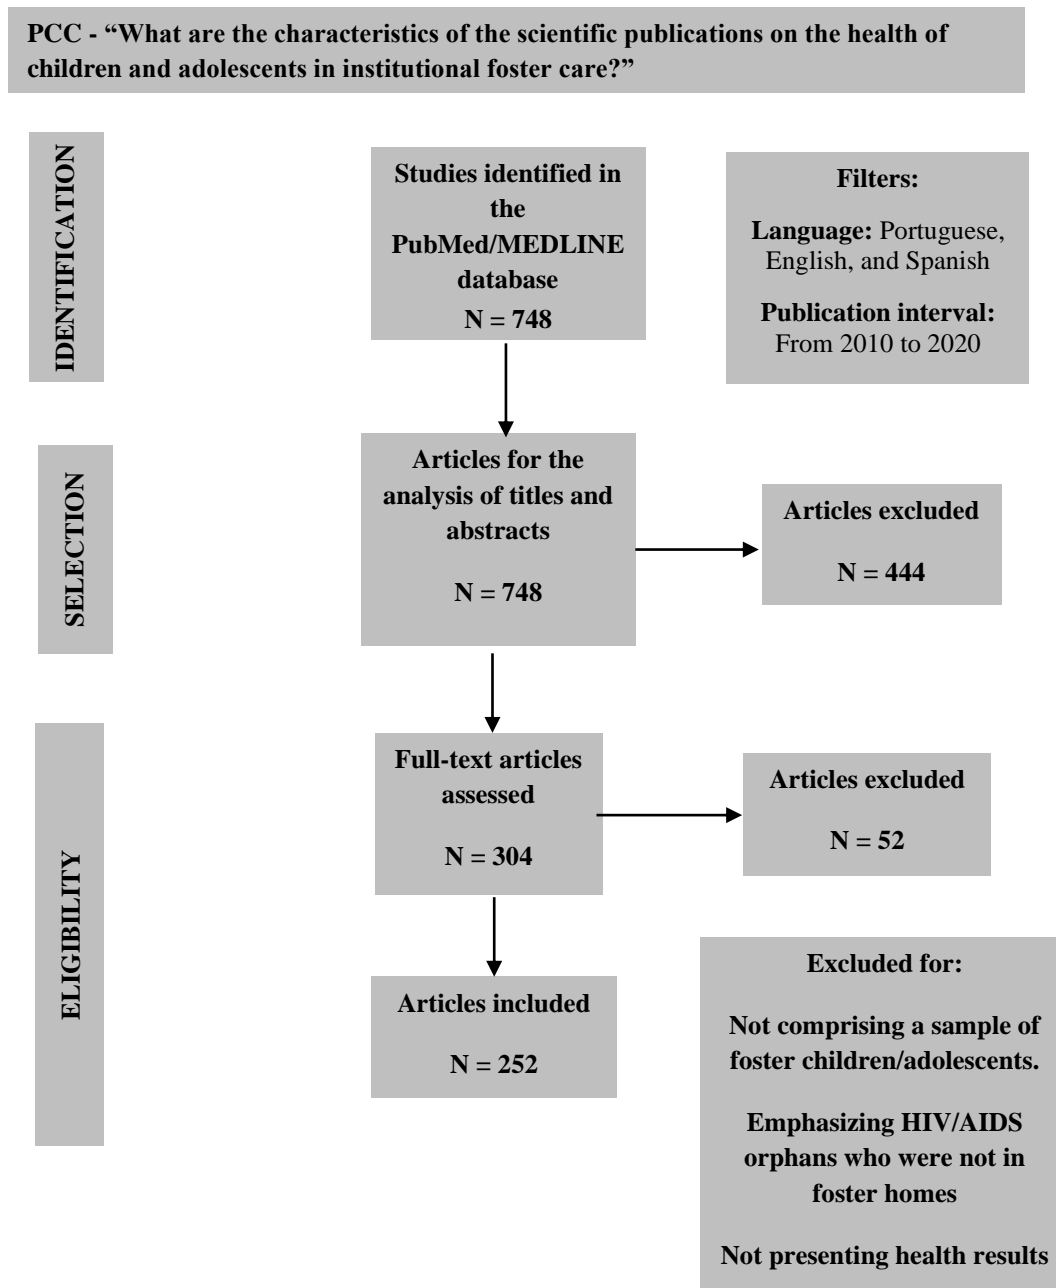 PCC - “What are the characteristics of the scientific publications on the health of
children and adolescents in institutional foster care?”
IDENTIFICATION
Studies identified in
the
PubMed/MEDLINE
database
N = 748
Filters:
Language: Portuguese,
English, and Spanish
Publication interval:
From 2010 to 2020
SELECTION
Articles for the
analysis of titles and
abstracts
N = 748
Articles excluded
N = 444
ELIGIBILITY
Full-text articles
assessed
N = 304
Articles excluded
N = 52
Articles included
N = 252
Excluded for:
Not comprising a sample of
foster children/adolescents.
Emphasizing HIV/AIDS
orphans who were not in
foster homes
Not presenting health results